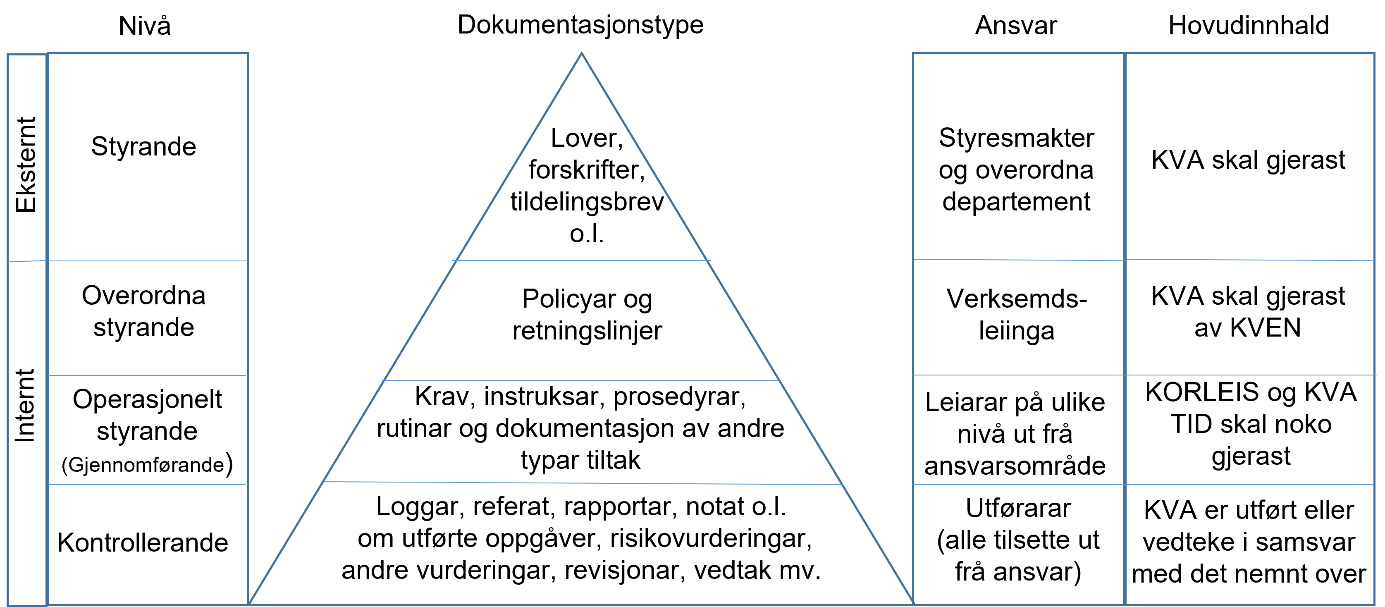 Nivå
Dokumentasjonstype
Ansvar
Hovudinnhald
Eksternt
Styrande
Lover,
forskrifter,
tildelingsbrev
o.l.
Styresmakter
og overordna
departement
KVA skal gjerast
Internt
Overordna
styrande
Policyar og
retningslinjer
Verksemds-
leiinga
KVA skal gjerast
av KVEN
Operasjonelt
styrande
(Gjennomførande)
Krav, instruksar, prosedyrar,
rutinar og dokumentasjon av andre
typar tiltak
Leiarar på ulike
nivå ut frå
ansvarsområde
KORLEIS og KVA
TID skal noko
gjerast
Kontrollerande
Loggar, referat, rapportar, notat o.l.
om utførte oppgåver, risikovurderingar,
andre vurderingar, revisjonar, vedtak mv.
Utførarar
(alle tilsette ut
frå ansvar)
KVA er utført eller
vedteke i samsvar
med det nemnt over